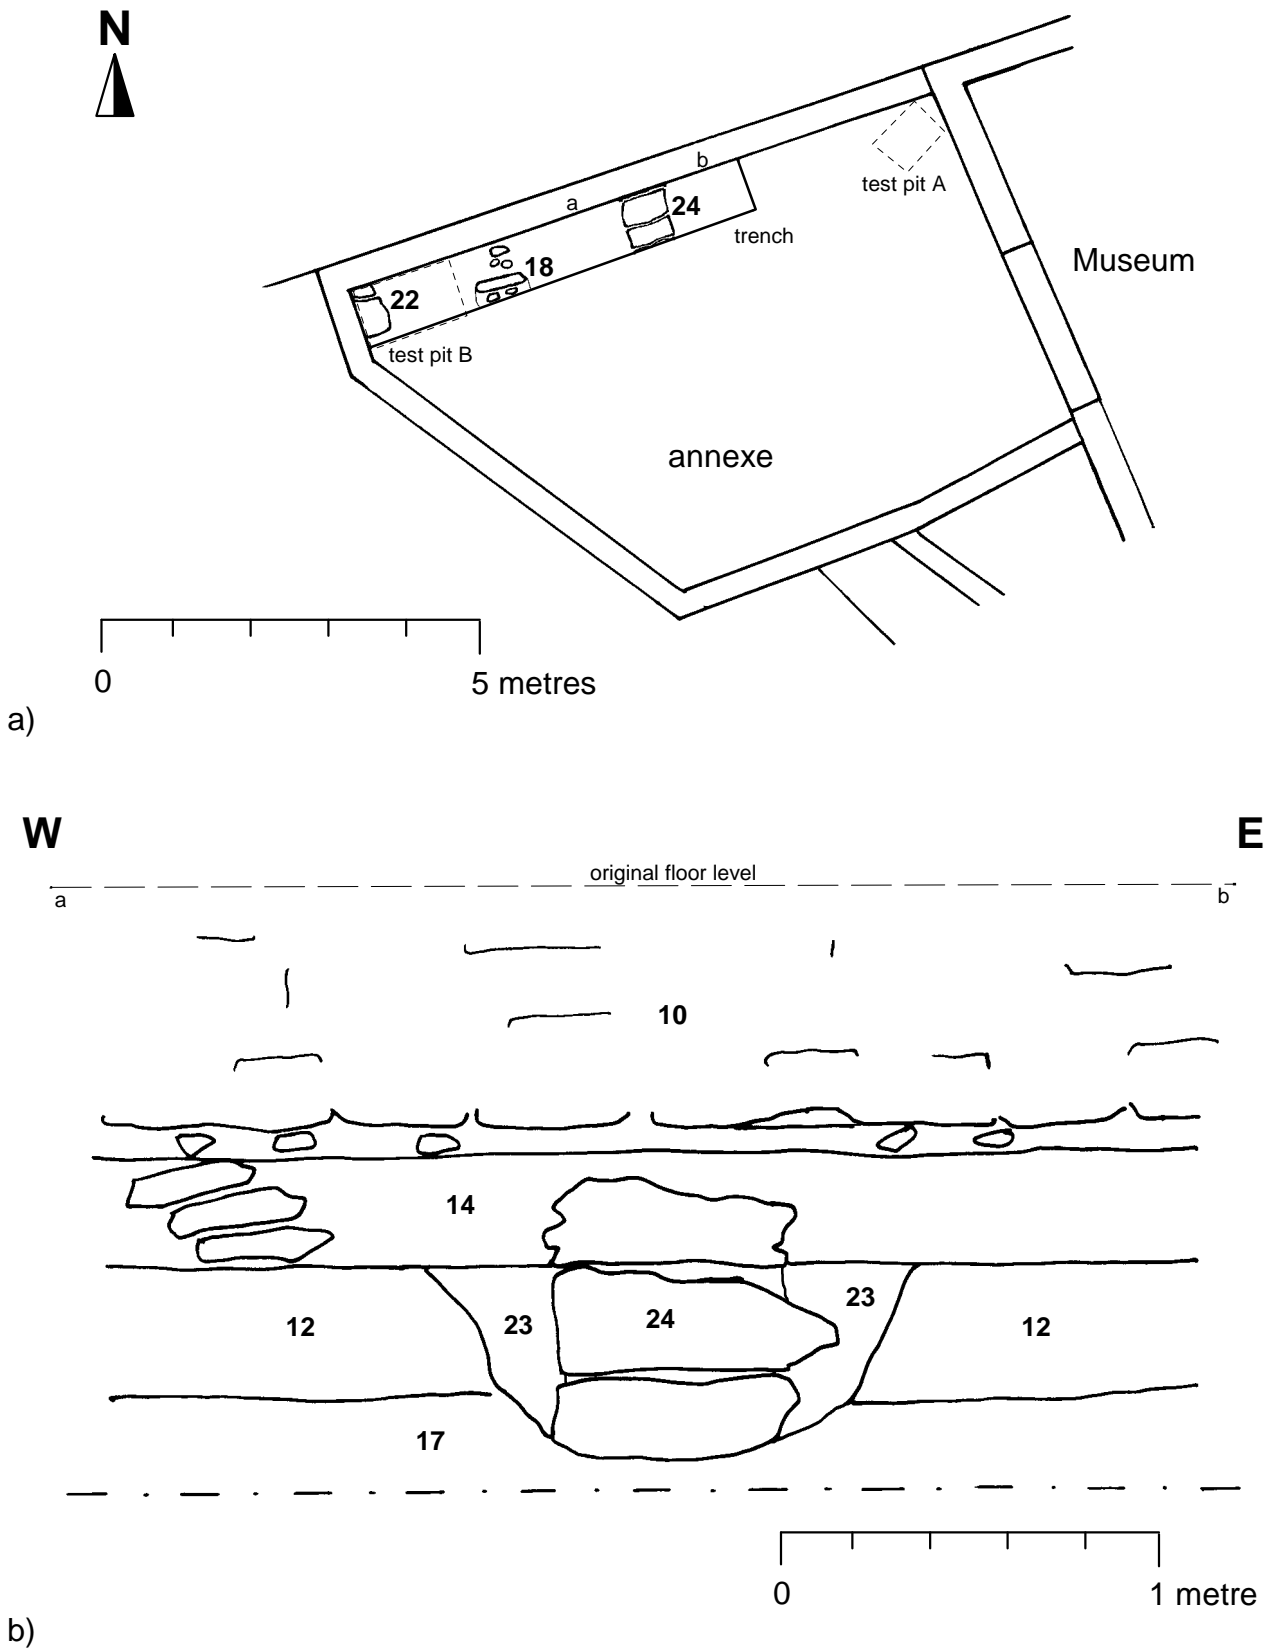 N
b
test pit A
a
24
trench
Museum
18
22
test pit B
annexe
0
5 metres
a)
W
E
original floor level
a
b
10
14
23
12
23
24
12
17
0
1 metre
b)